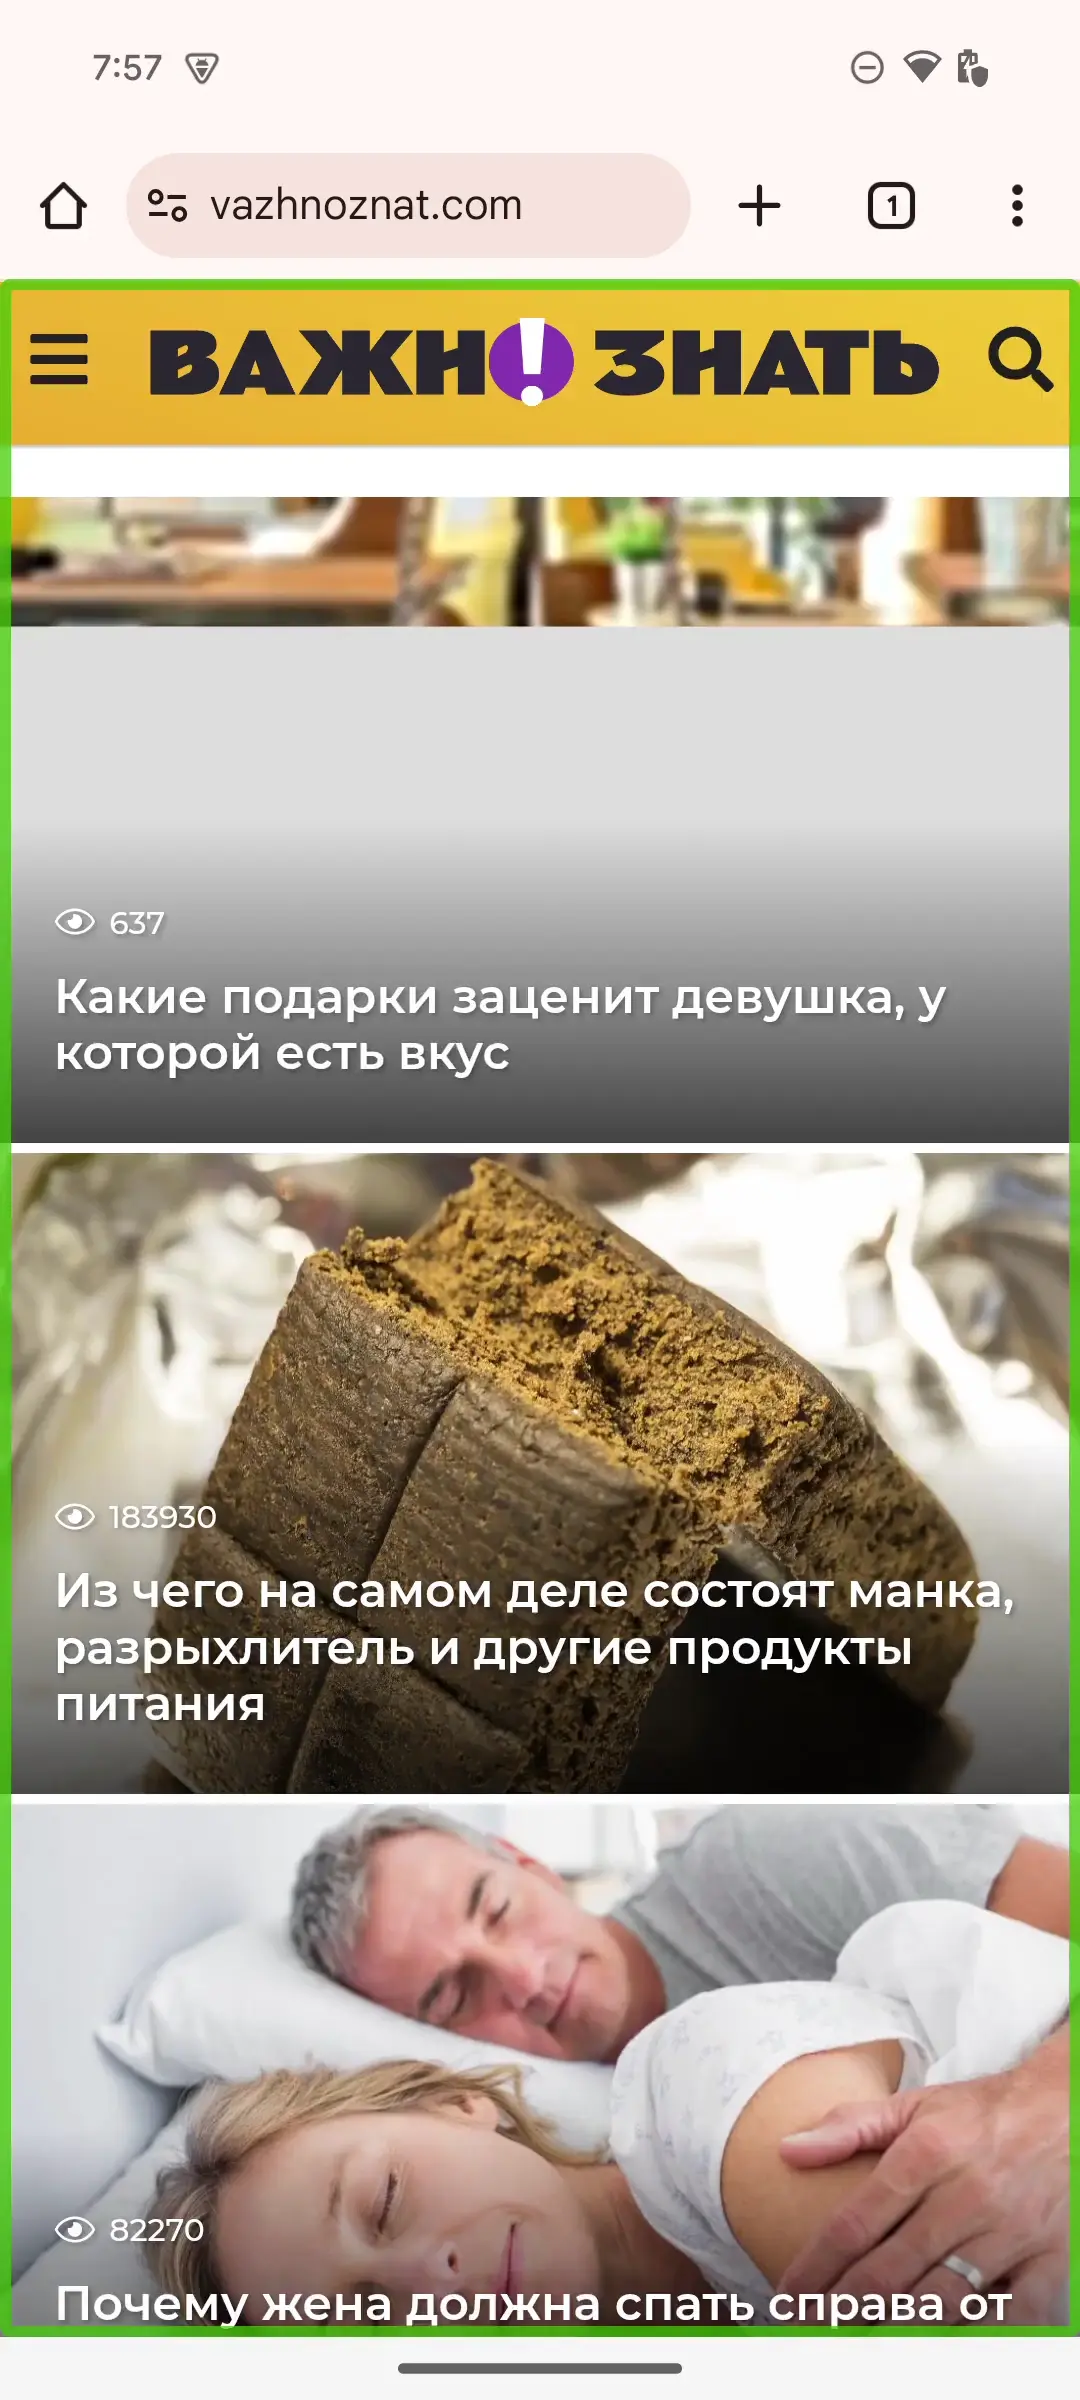 7:57
vazhnoznat.com
1
ВАЖН! ЗНАТЬ
637
Какие подарки заценит девушка, у
которой есть вкус
183930
Из чего на самом деле состоят манка,
разрыхлитель и другие продукты
питания
82270
Почему жена должна спать справа от